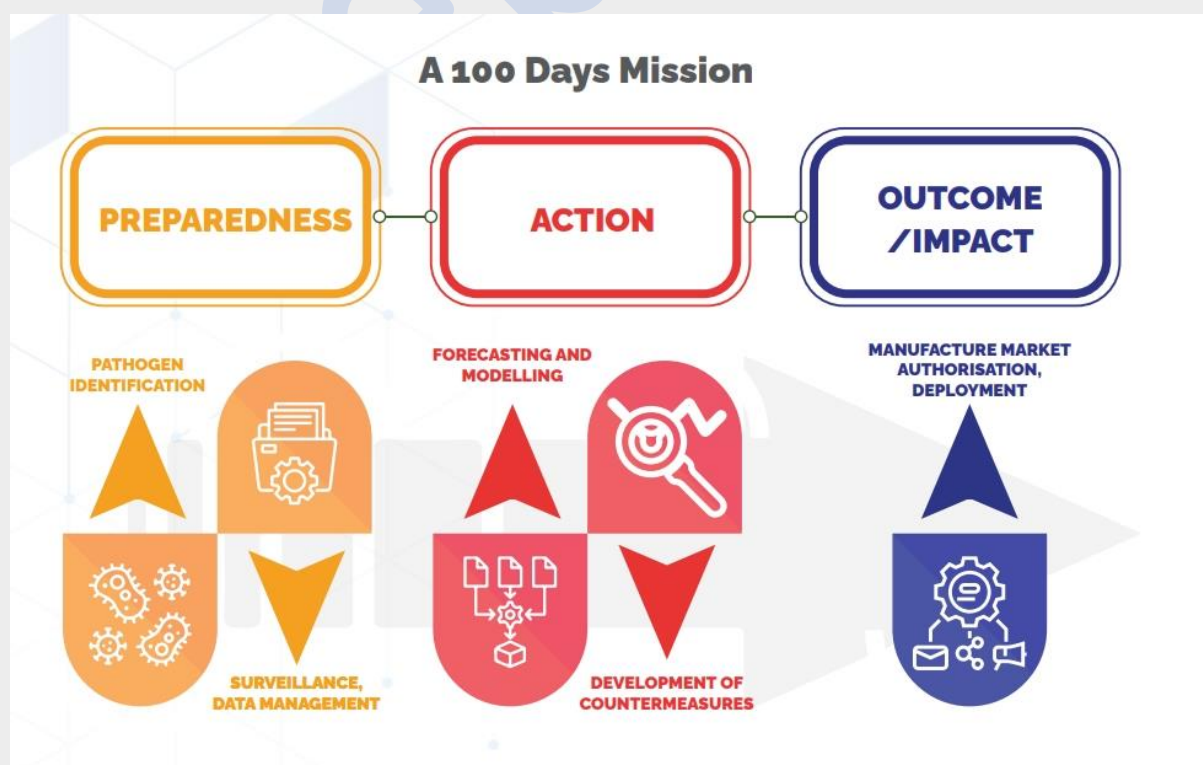 A 100 Days Mission
PREPAREDNESS
ACTION
OUTCOME
/IMPACT
PATHOGEN
IDENTIFICATION
SURVEILLANCE,
DATA MANAGEMENT
FORECASTING AND
MODELLING
DEVELOPMENT OF
COUNTERMEASURES
MANUFACTURE MARKET
AUTHORISATION,
DEPLOYMENT